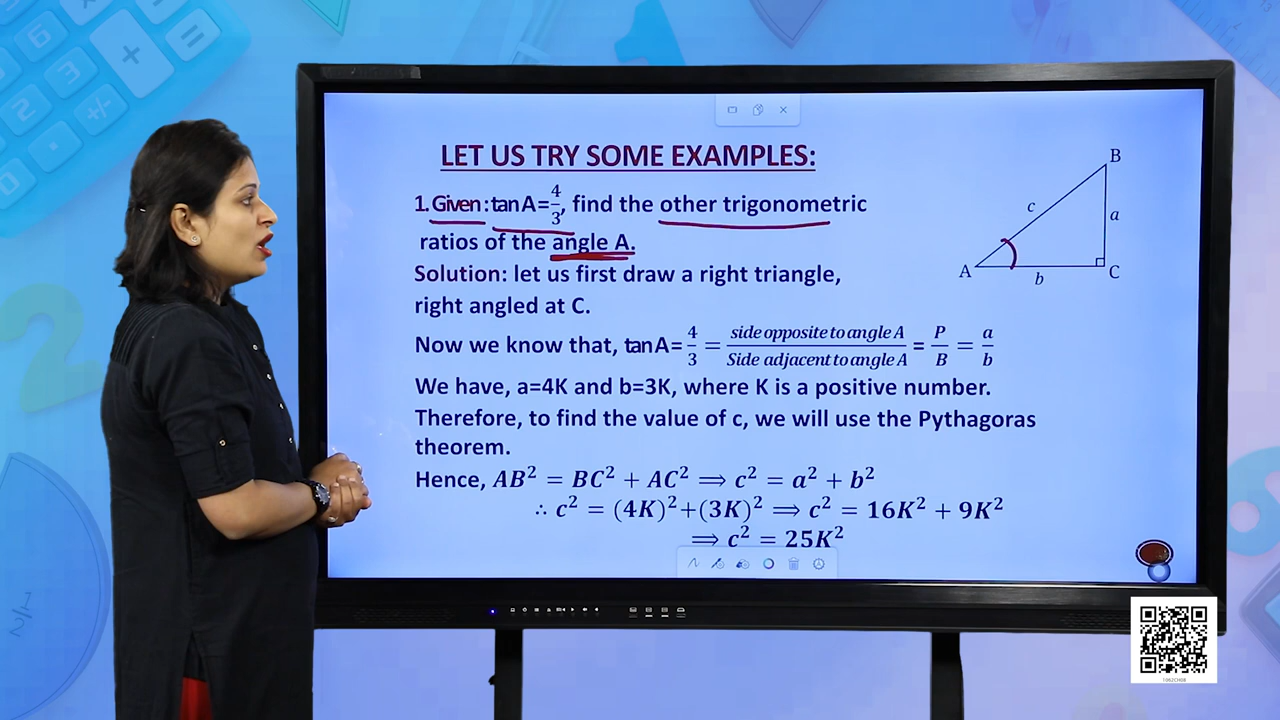 LET US TRY SOME EXAMPLES:
1.Given:tanA=4/3, find the other trigonometric
ratios of the angle A.
Solution: let us first draw a right triangle,
right angled at C.
Now we know that, tanA=4/3 = side opposite to angle A/Side adjacent to angle A = P/B = a/b
We have, a=4K and b=3K, where K is a positive number.
Therefore, to find the value of c, we will use the Pythagoras
theorem.
Hence, AB² = BC² + AC² ⟹ c² = a² + b²
∴ c² = (4K)²+(3K)² ⟹ c² = 16K² + 9K²
⟹ c² = 25K²
B
c
a
A
b
C
1062CH08